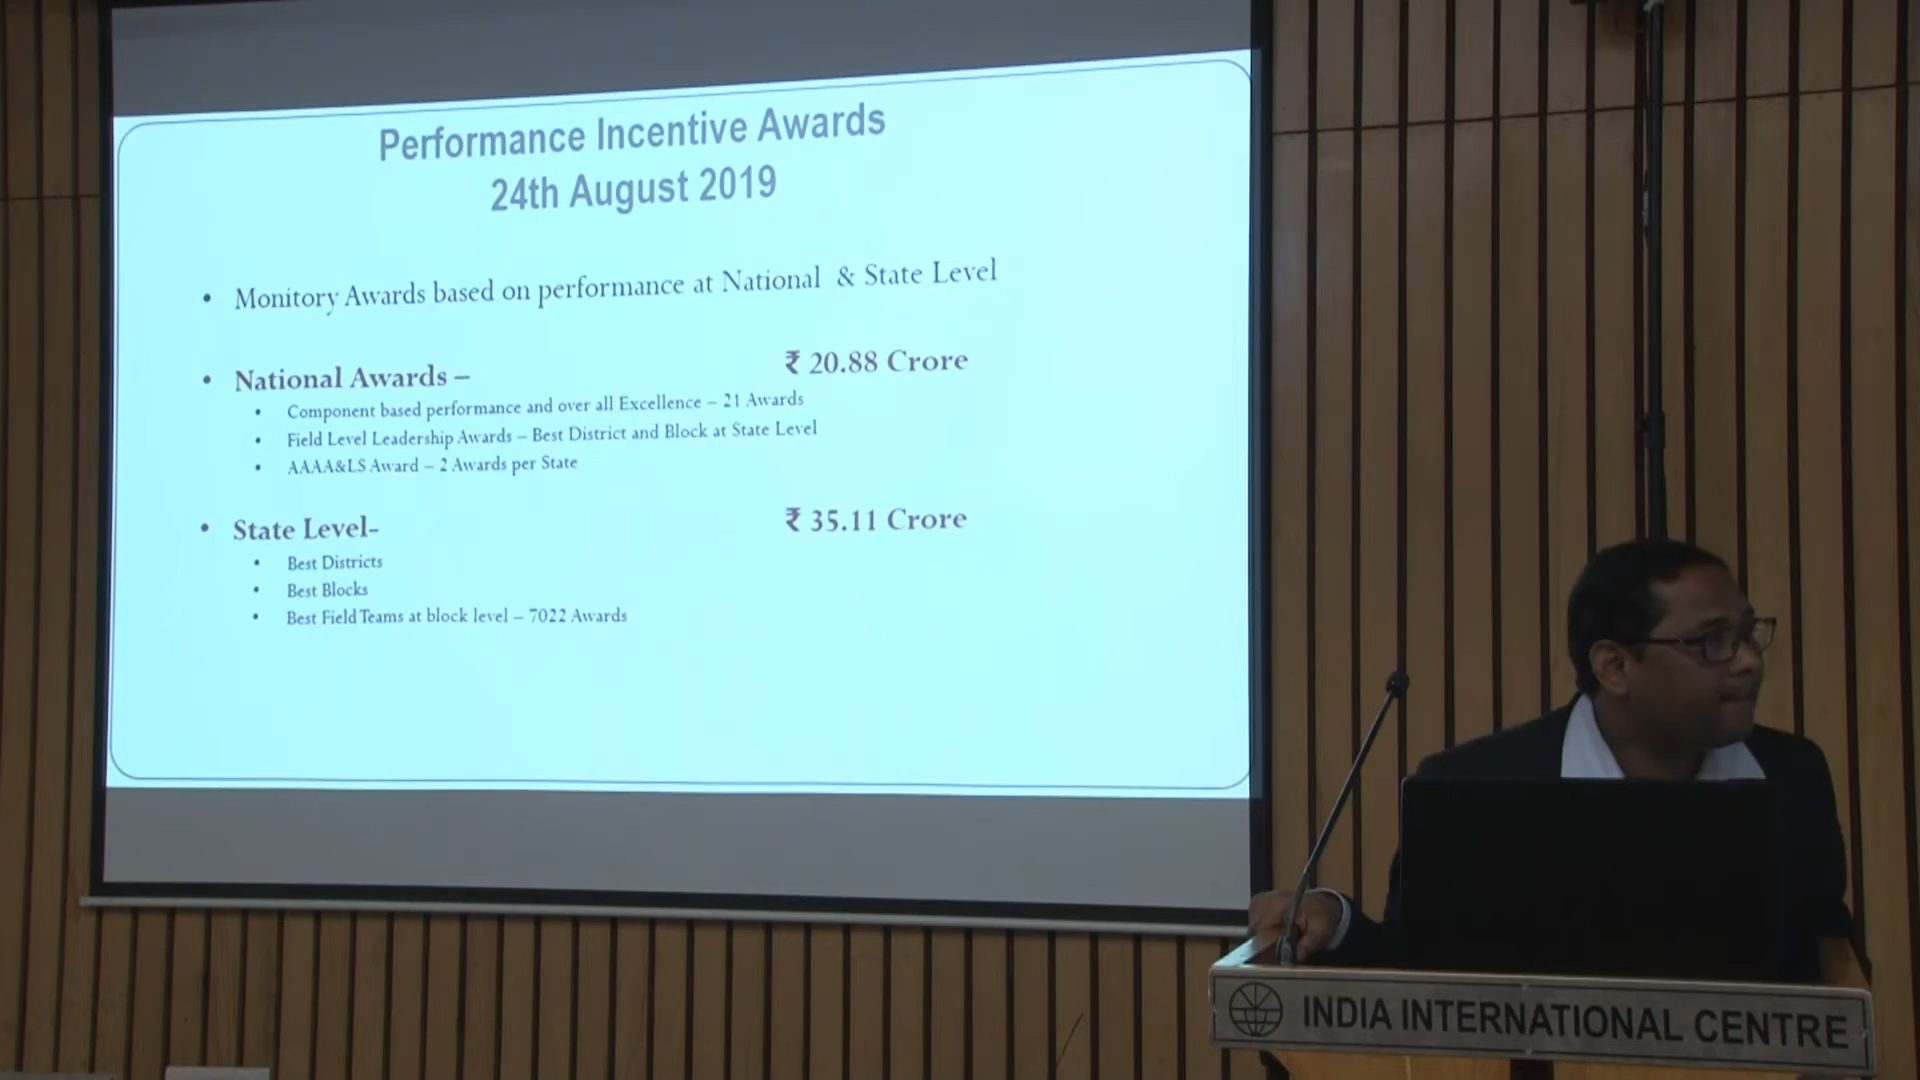 Performance Incentive Awards
24th August 2019
• Monitory Awards based on performance at National & State Level
• National Awards – ₹ 20.88 Crore
• Component based performance and over all Excellence – 21 Awards
• Field Level Leadership Awards – Best District and Block at State Level
• AAAA&LS Award – 2 Awards per State
• State Level- ₹ 35.11 Crore
• Best Districts
• Best Blocks
• Best Field Teams at block level – 7022 Awards
INDIA INTERNATIONAL CENTRE